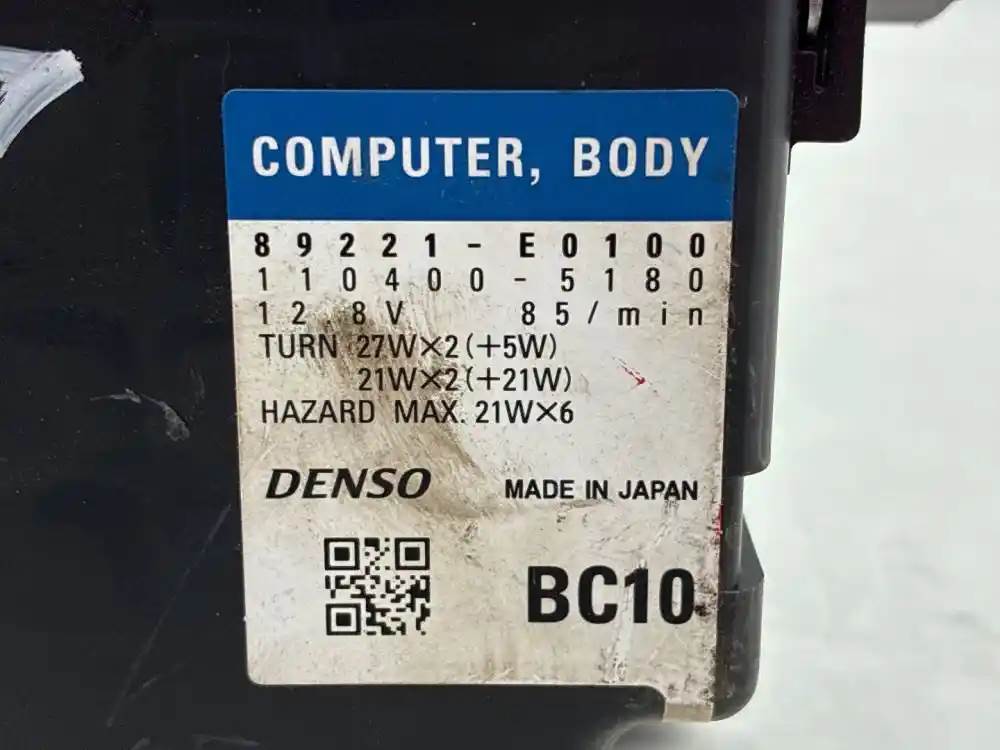 COMPUTER, BODY
89221-E0100
110400-5180
12.8V 85/min
TURN 27W×2(+5W)
21W×2(+21W)
HAZARD MAX. 21W×6
DENSO MADE IN JAPAN
BC10